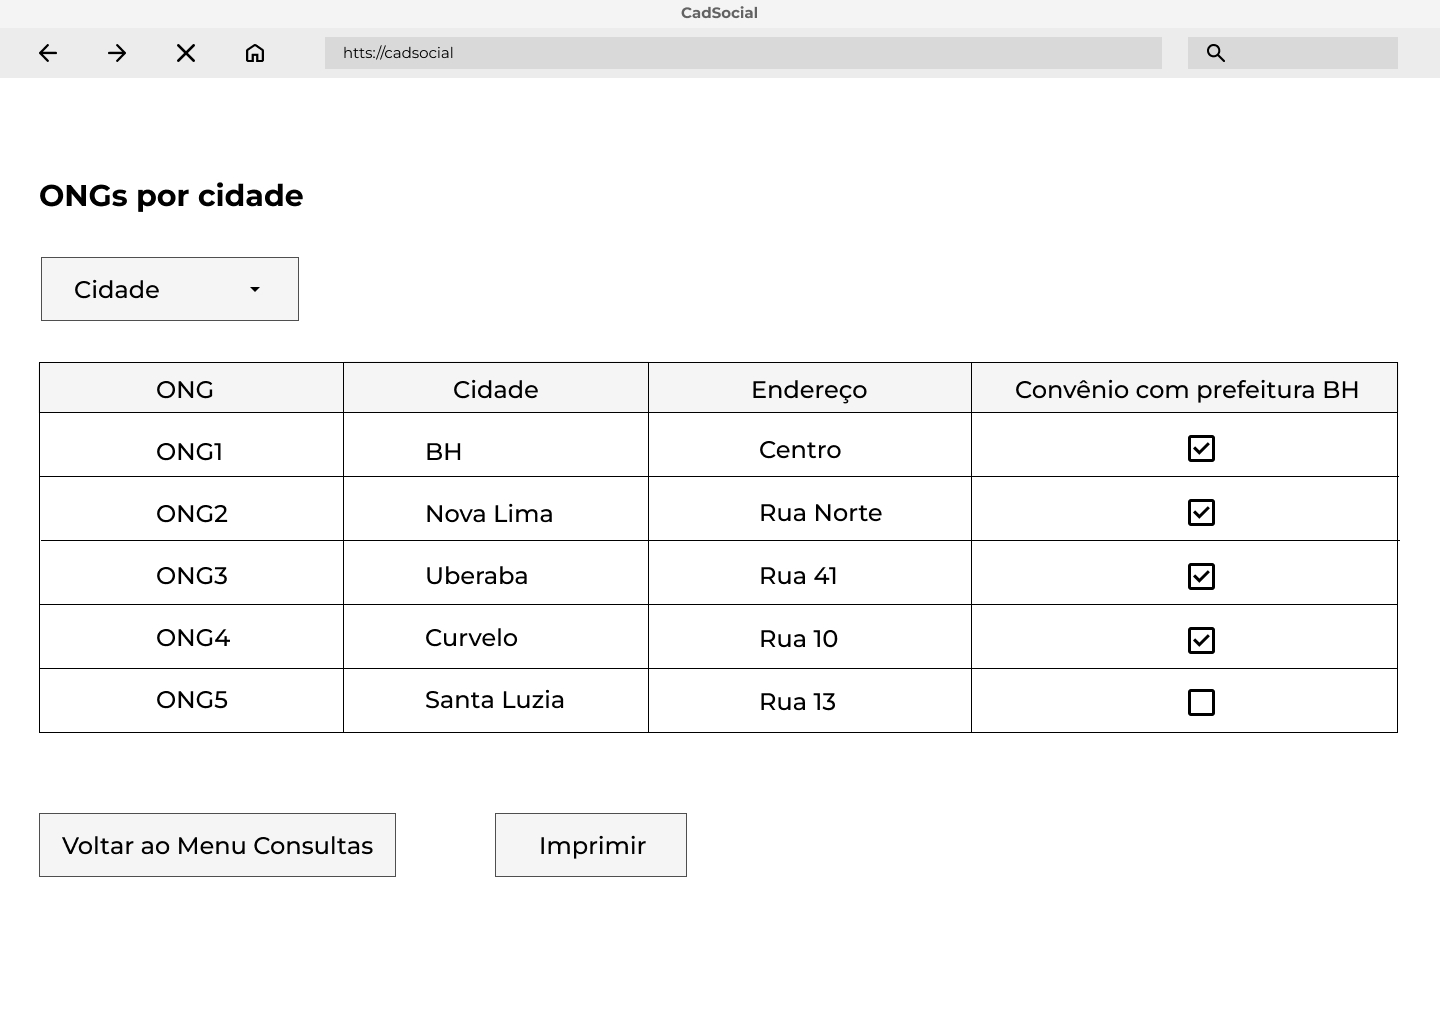 CadSocial
htts://cadsocial
ONGs por cidade
Cidade
ONG Cidade Endereço Convênio com prefeitura BH
ONG1 BH Centro
ONG2 Nova Lima Rua Norte
ONG3 Uberaba Rua 41
ONG4 Curvelo Rua 10
ONG5 Santa Luzia Rua 13
Voltar ao Menu Consultas Imprimir